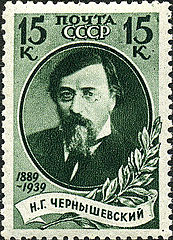 15 ПОЧТА 15
К. СССР К.
1889
~1939
Н.Г. ЧЕРНЫШЕВСКИЙ